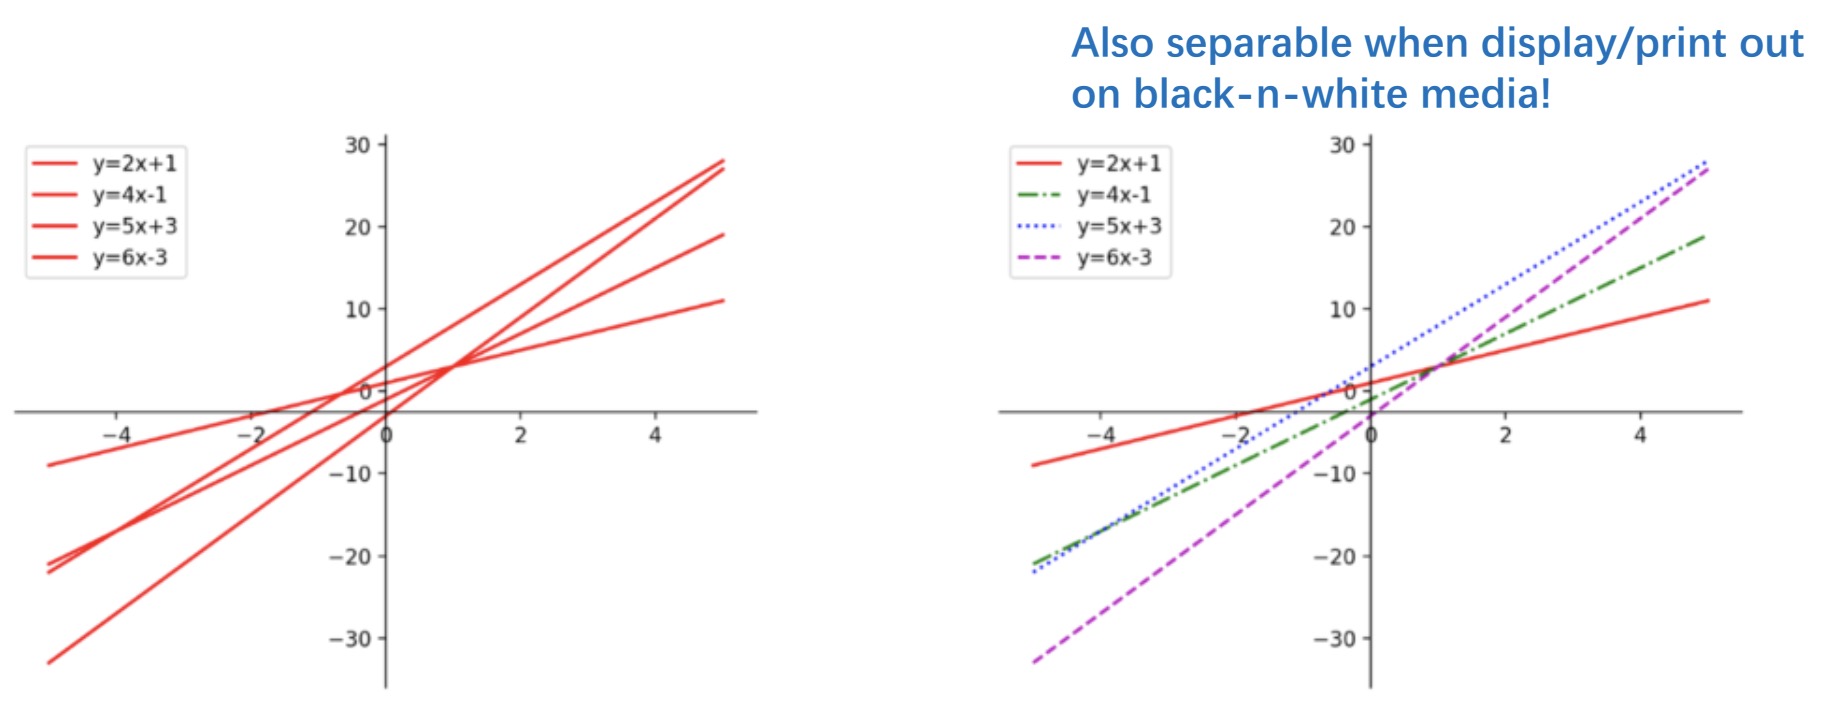 Also separable when display/print out
on black-n-white media!
y=2x+1
y=4x-1
y=5x+3
y=6x-3
30
20
10
0
−10
−20
−30
−4
−2
0
2
4
y=2x+1
y=4x-1
y=5x+3
y=6x-3
30
20
10
0
−10
−20
−30
−4
−2
0
2
4